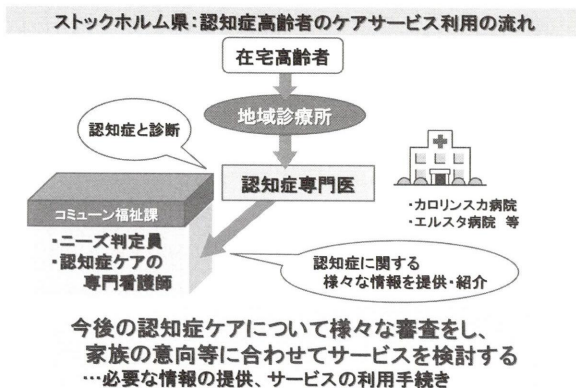 ストックホルム県:認知症高齢者のケアサービス利用の流れ
在宅高齢者
地域診療所
認知症と診断
認知症専門医
・カロリンスカ病院
・エルスタ病院 等
コミューン福祉課
・ニーズ判定員
・認知症ケアの
専門看護師
認知症に関する
様々な情報を提供・紹介
今後の認知症ケアについて様々な審査をし、
家族の意向等に合わせてサービスを検討する
…必要な情報の提供、サービスの利用手続き